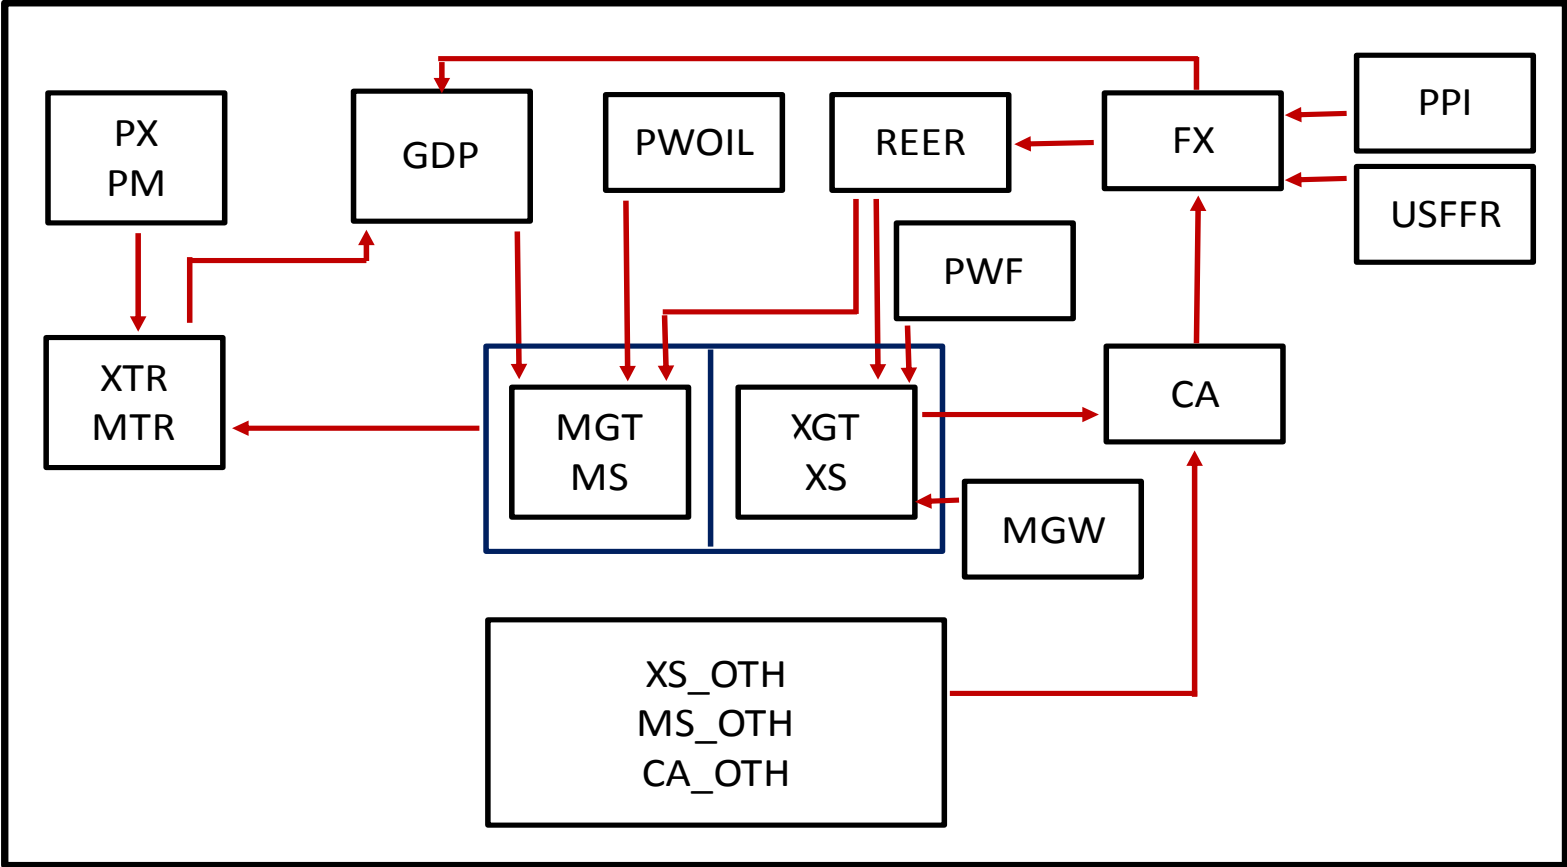 PX
PM
GDP
PWOIL
REER
FX
PPI
USFFR
PWF
XTR
MTR
MGT
MS
XGT
XS
CA
MGW
XS_OTH
MS_OTH
CA_OTH